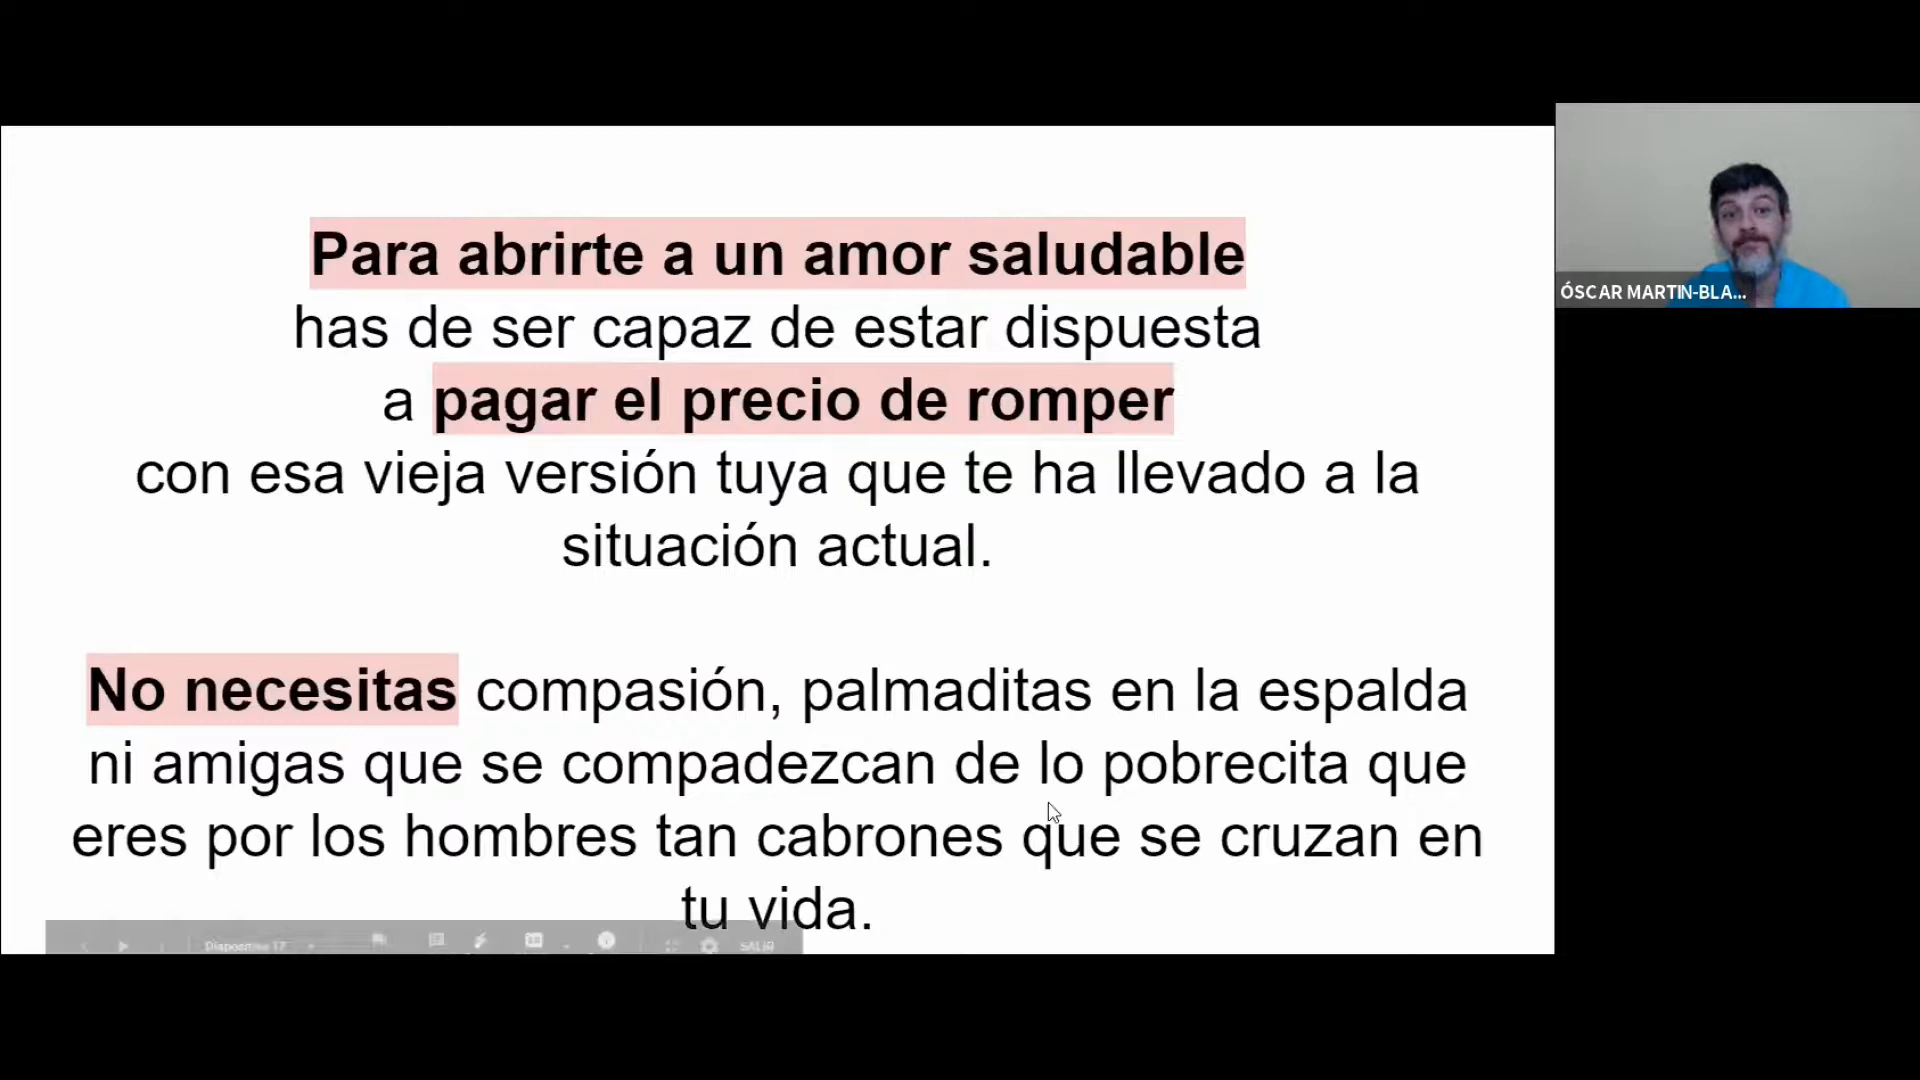 Para abrirte a un amor saludable
has de ser capaz de estar dispuesta
a pagar el precio de romper
con esa vieja versión tuya que te ha llevado a la
situación actual.
No necesitas compasión, palmaditas en la espalda
ni amigas que se compadezcan de lo pobrecita que
eres por los hombres tan cabrones que se cruzan en
tu vida.
Diapositiva 17
SALIR
ÓSCAR MARTIN-BLA...